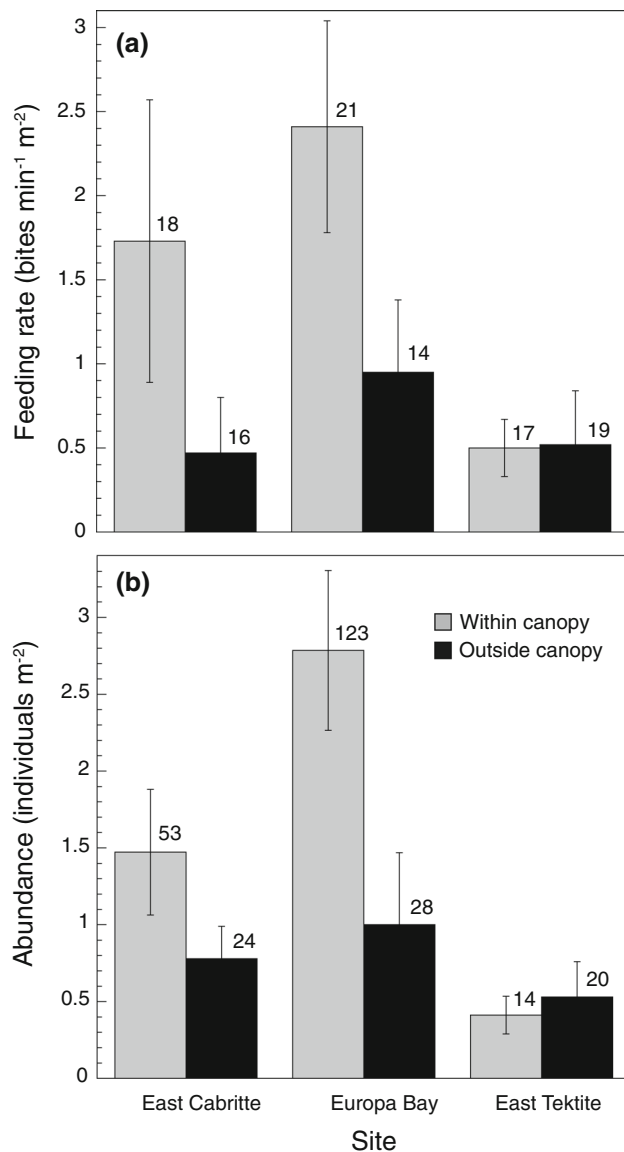 (a)
Feeding rate (bites min⁻¹ m⁻²)
3
2.5
2
1.5
1
0.5
0
18
16
21
14
17
19
(b)
Within canopy
Outside canopy
Abundance (individuals m⁻²)
3
2.5
2
1.5
1
0.5
0
53
24
123
28
14
20
East Cabritte
Europa Bay
East Tektite
Site